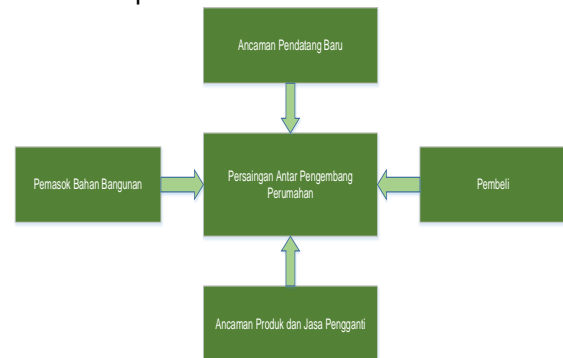 Ancaman Pendatang Baru
Pemasok Bahan Bangunan
Persaingan Antar Pengembang
Perumahan
Pembeli
Ancaman Produk dan Jasa Pengganti